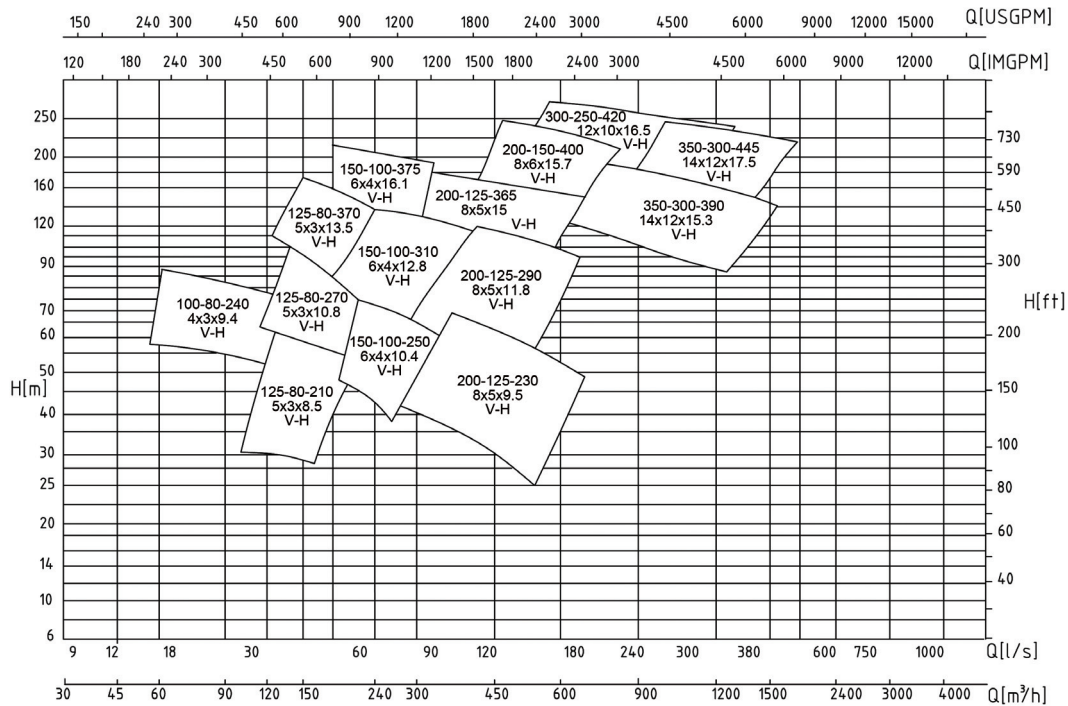 150 240 300 450 600 900 1200 1800 2400 3000 4500 6000 9000 12000 15000 Q[USGPM]
120 180 240 300 450 600 900 1200 1500 1800 2400 3000 4500 6000 9000 12000 Q[IMGPM]
250
200
160
120
90
70
60
50
H[m]
40
30
25
20
14
10
6
300-250-420
12x10x16.5
V-H
200-150-400
8x6x15.7
V-H
350-300-445
14x12x17.5
V-H
150-100-375
6x4x16.1
V-H
200-125-365
8x5x15
V-H
350-300-390
14x12x15.3
V-H
125-80-370
5x3x13.5
V-H
150-100-310
6x4x12.8
V-H
200-125-290
8x5x11.8
V-H
100-80-240
4x3x9.4
V-H
125-80-270
5x3x10.8
V-H
150-100-250
6x4x10.4
V-H
125-80-210
5x3x8.5
V-H
200-125-230
8x5x9.5
V-H
730
590
450
300
H[ft]
200
150
100
80
60
40
9 12 18 30 60 90 120 180 240 300 380 600 800 1000 Q[l/s]
30 45 60 90 120 150 240 300 450 600 900 1200 1500 2400 3000 4000 Q[m³/h]